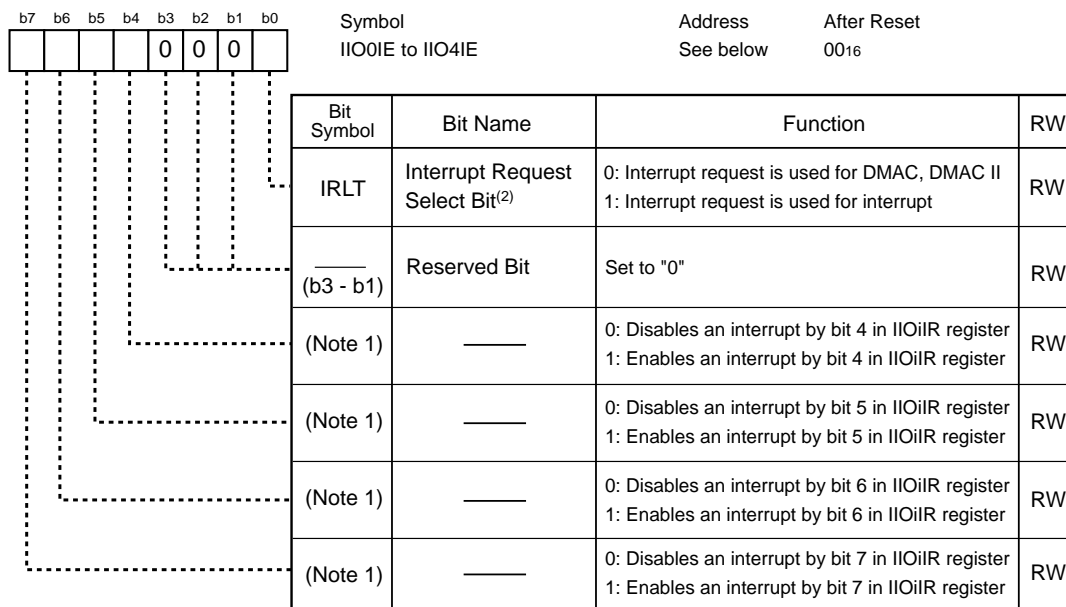 b7 b6 b5 b4 b3 b2 b1 b0
0 0 0
Symbol Address After Reset
IIO0IE to IIO4IE See below 0016
Bit Symbol Bit Name Function RW
IRLT Interrupt Request Select Bit(2) 0: Interrupt request is used for DMAC, DMAC II RW
1: Interrupt request is used for interrupt
(b3 - b1) Reserved Bit Set to "0" RW
(Note 1) 0: Disables an interrupt by bit 4 in IIOiIR register RW
1: Enables an interrupt by bit 4 in IIOiIR register
(Note 1) 0: Disables an interrupt by bit 5 in IIOiIR register RW
1: Enables an interrupt by bit 5 in IIOiIR register
(Note 1) 0: Disables an interrupt by bit 6 in IIOiIR register RW
1: Enables an interrupt by bit 6 in IIOiIR register
(Note 1) 0: Disables an interrupt by bit 7 in IIOiIR register RW
1: Enables an interrupt by bit 7 in IIOiIR register